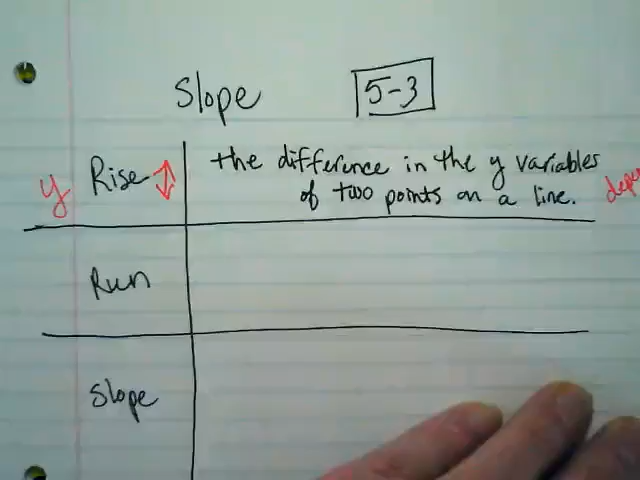 Slope 5-3
y Rise the difference in the y variables
of two points on a line.
Run
Slope